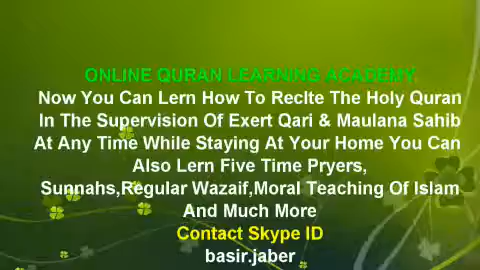 ONLINE QURAN LEARNING ACADEMY
Now You Can Lern How To Recite The Holy Quran
In The Supervision Of Exert Qari & Maulana Sahib
At Any Time While Staying At Your Home You Can
Also Lern Five Time Pryers,
Sunnahs,Regular Wazaif,Moral Teaching Of Islam
And Much More
Contact Skype ID
basir.jaber